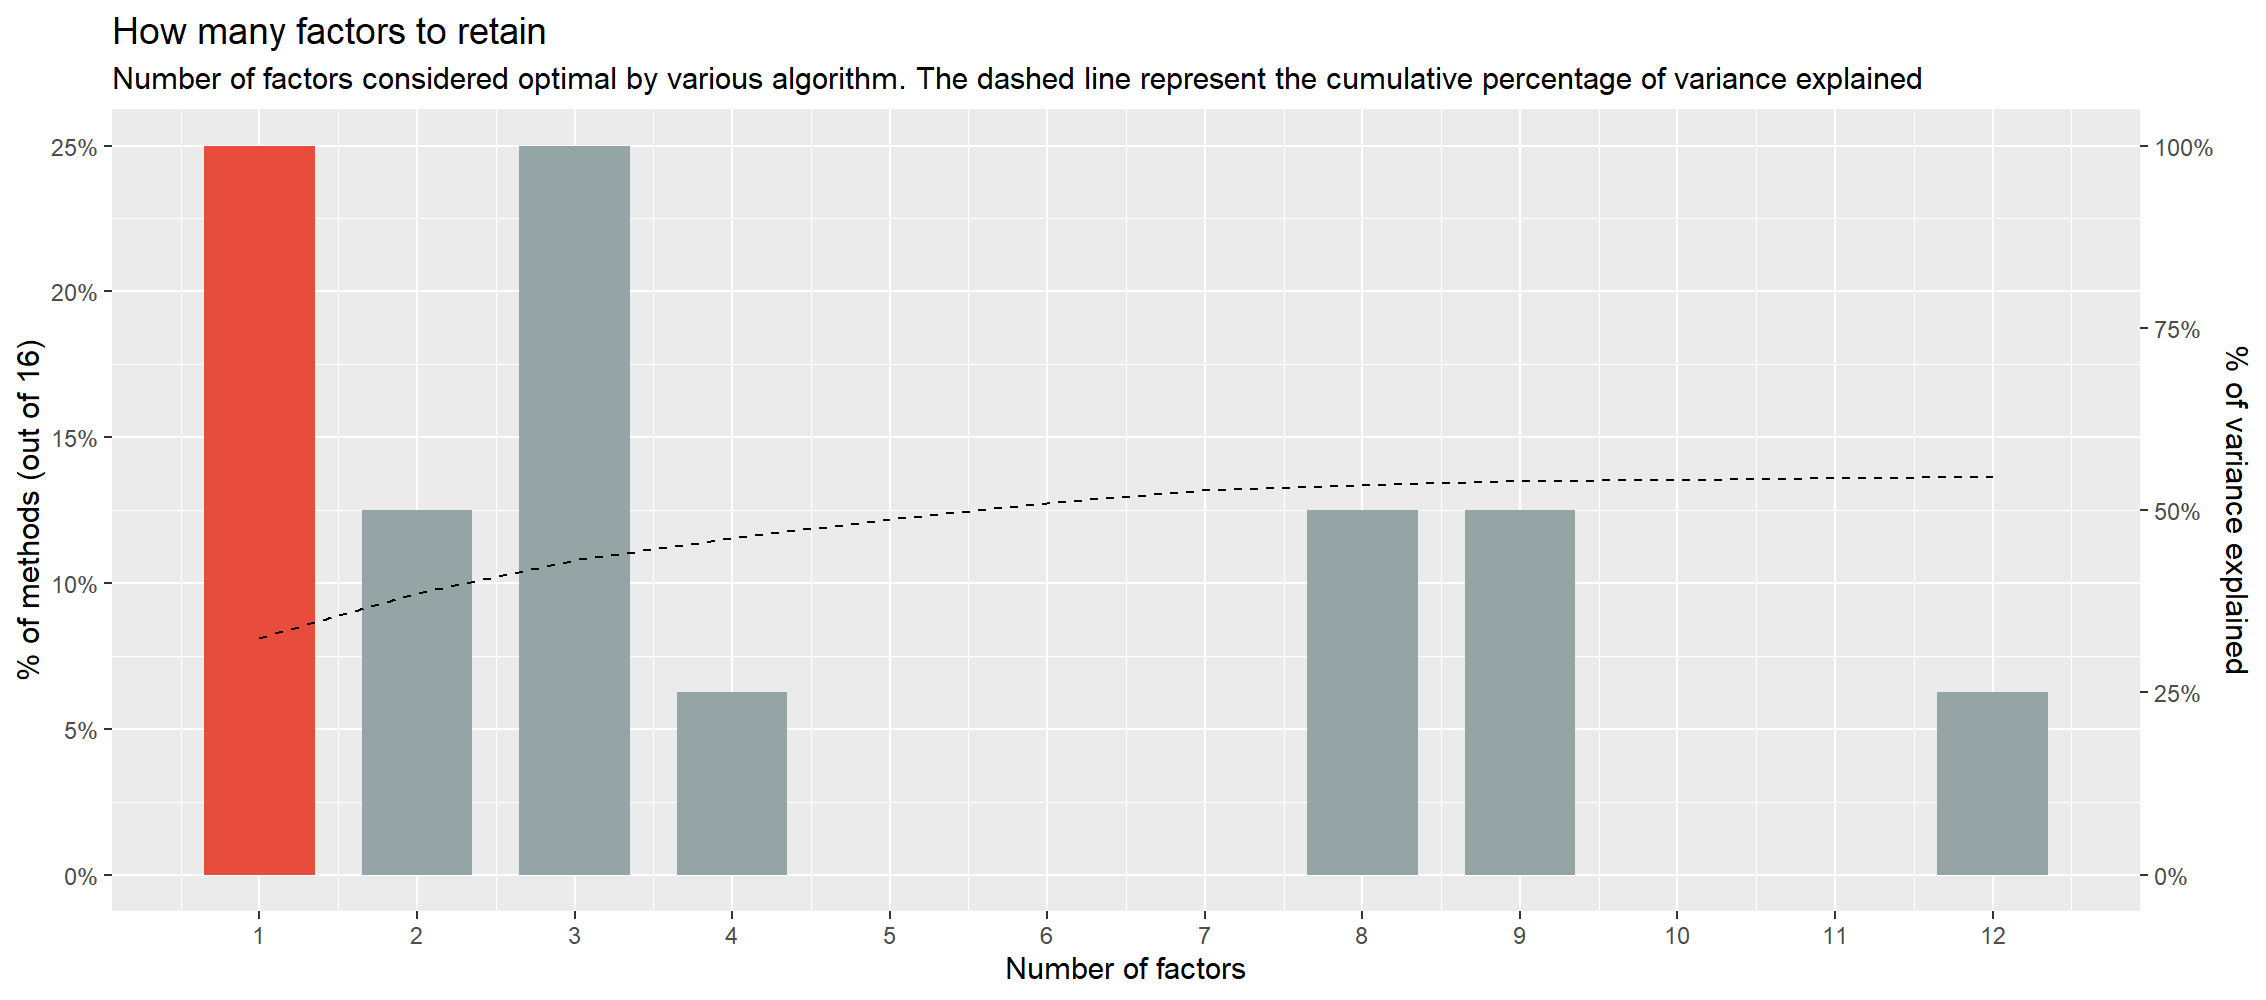 How many factors to retain
Number of factors considered optimal by various algorithm. The dashed line represent the cumulative percentage of variance explained
% of methods (out of 16)
25%
20%
15%
10%
5%
0%
100%
75%
50%
25%
0%
% of variance explained
1 2 3 4 5 6 7 8 9 10 11 12
Number of factors